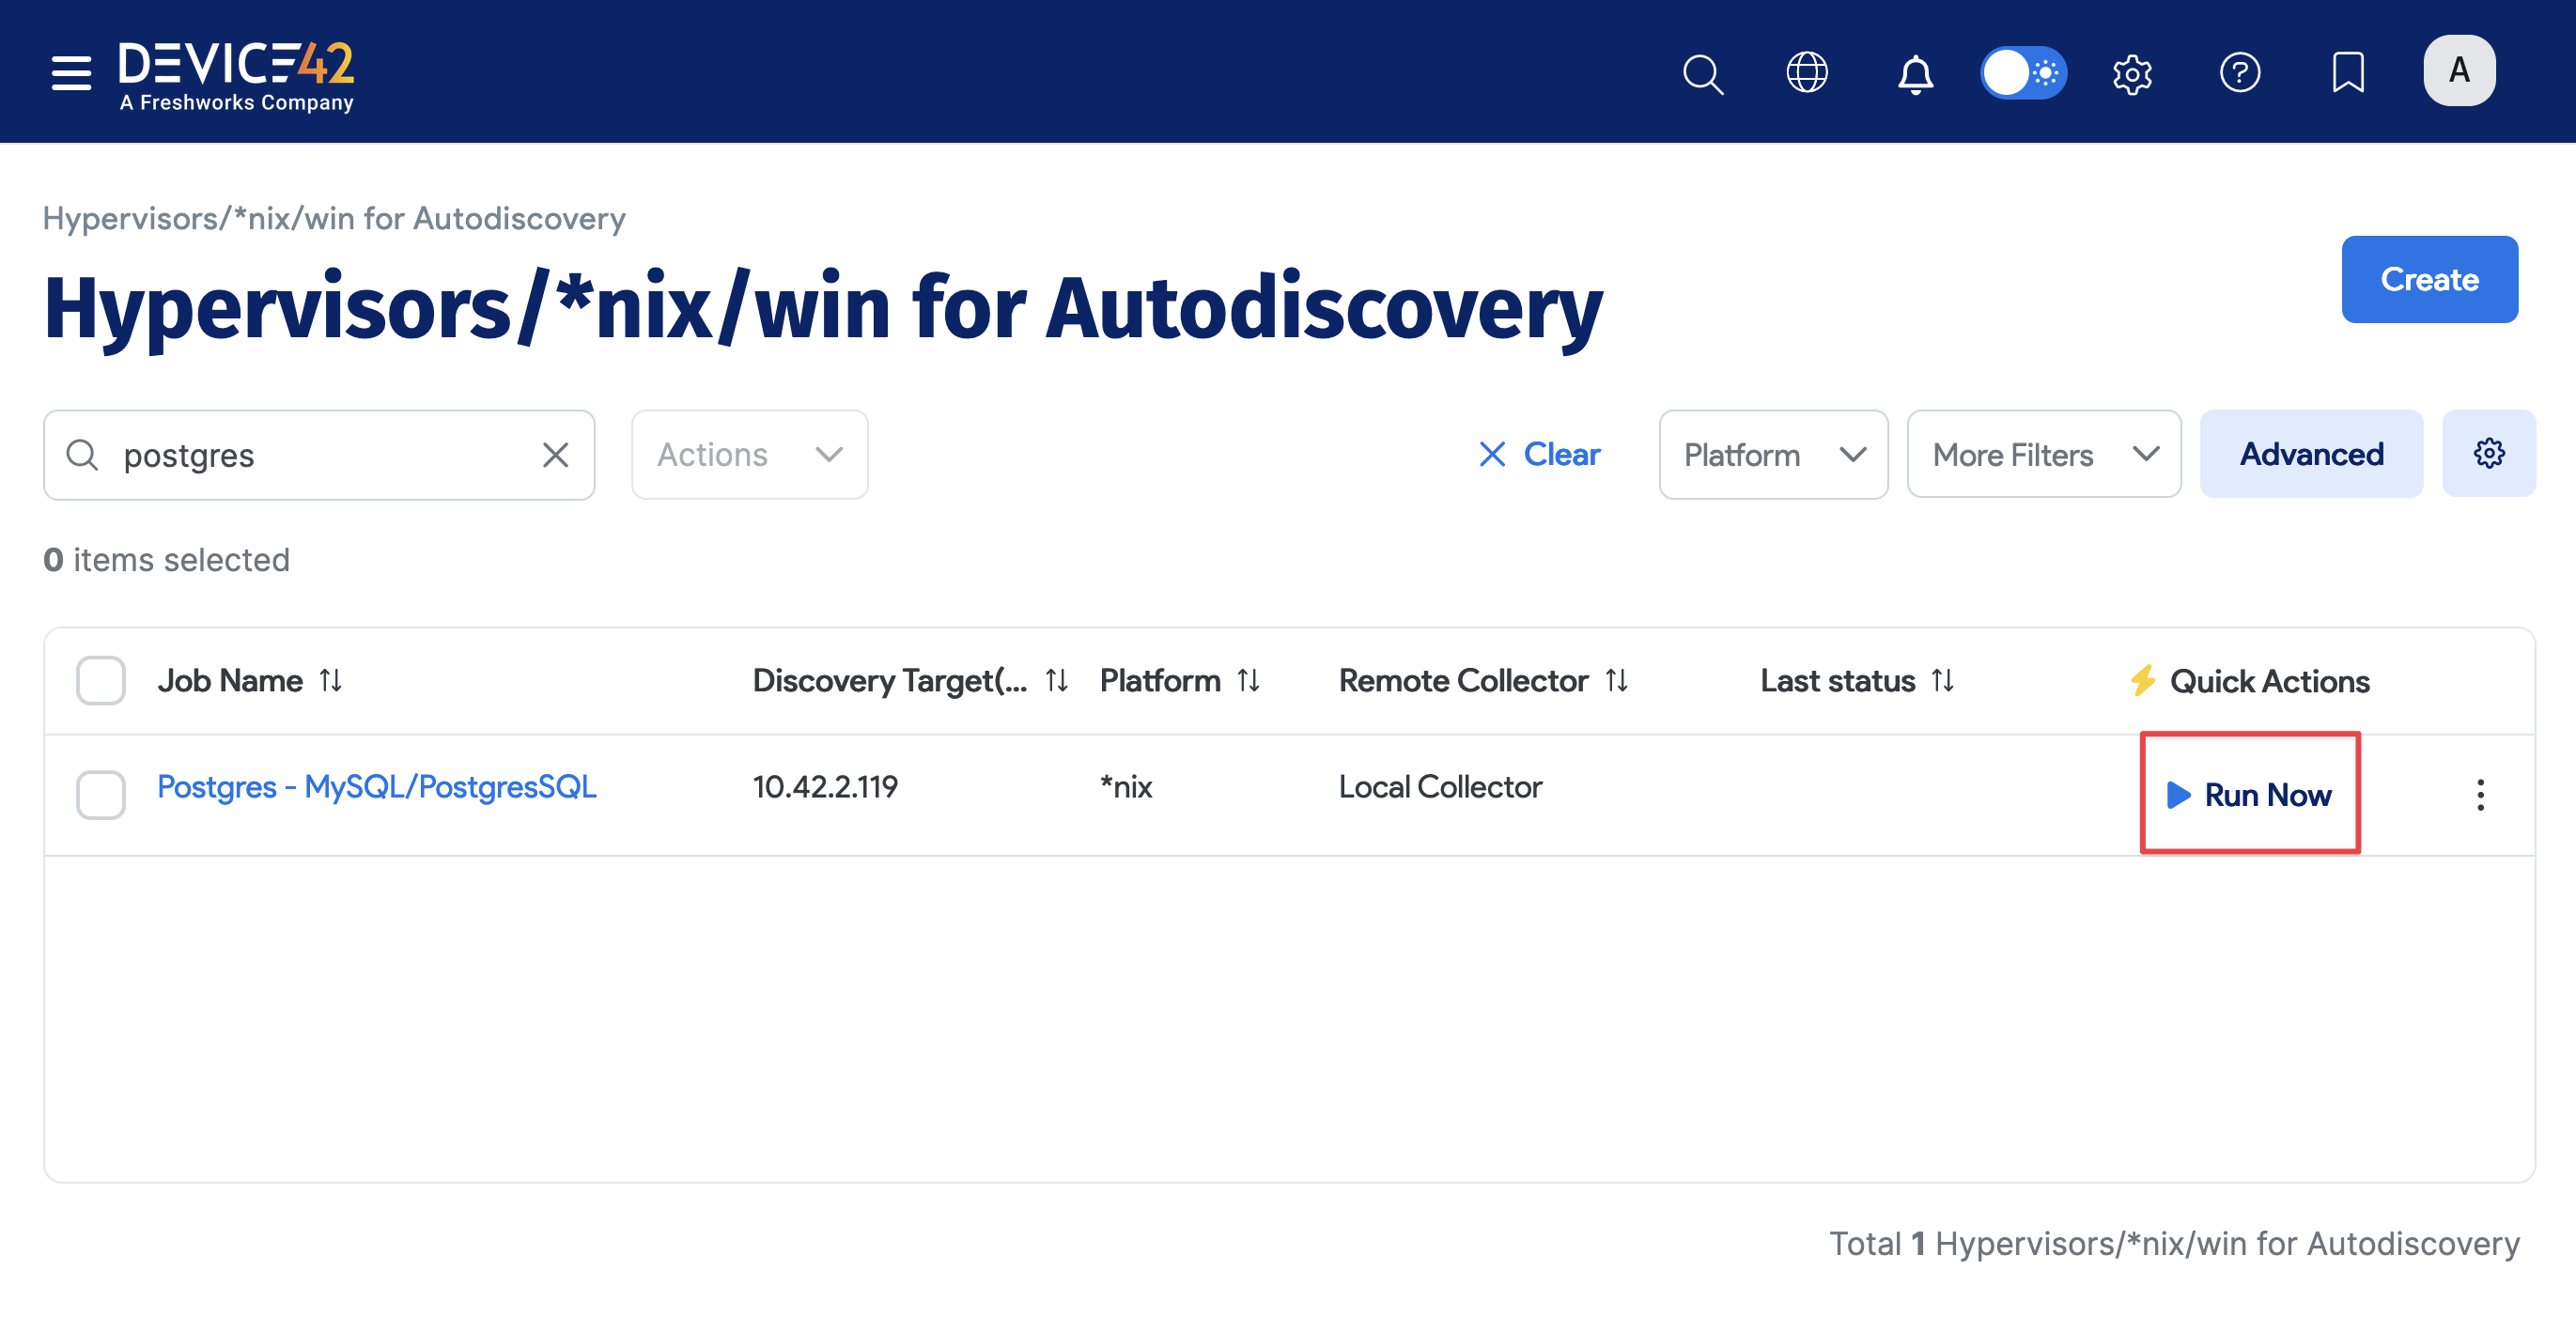 DEVICE42
A Freshworks Company
A
Hypervisors/*nix/win for Autodiscovery
Hypervisors/*nix/win for Autodiscovery
Create
postgres
Actions
Clear
Platform
More Filters
Advanced
0 items selected
Job Name
Discovery Target(...
Platform
Remote Collector
Last status
Quick Actions
Postgres - MySQL/PostgresSQL
10.42.2.119
*nix
Local Collector
Run Now
Total 1 Hypervisors/*nix/win for Autodiscovery